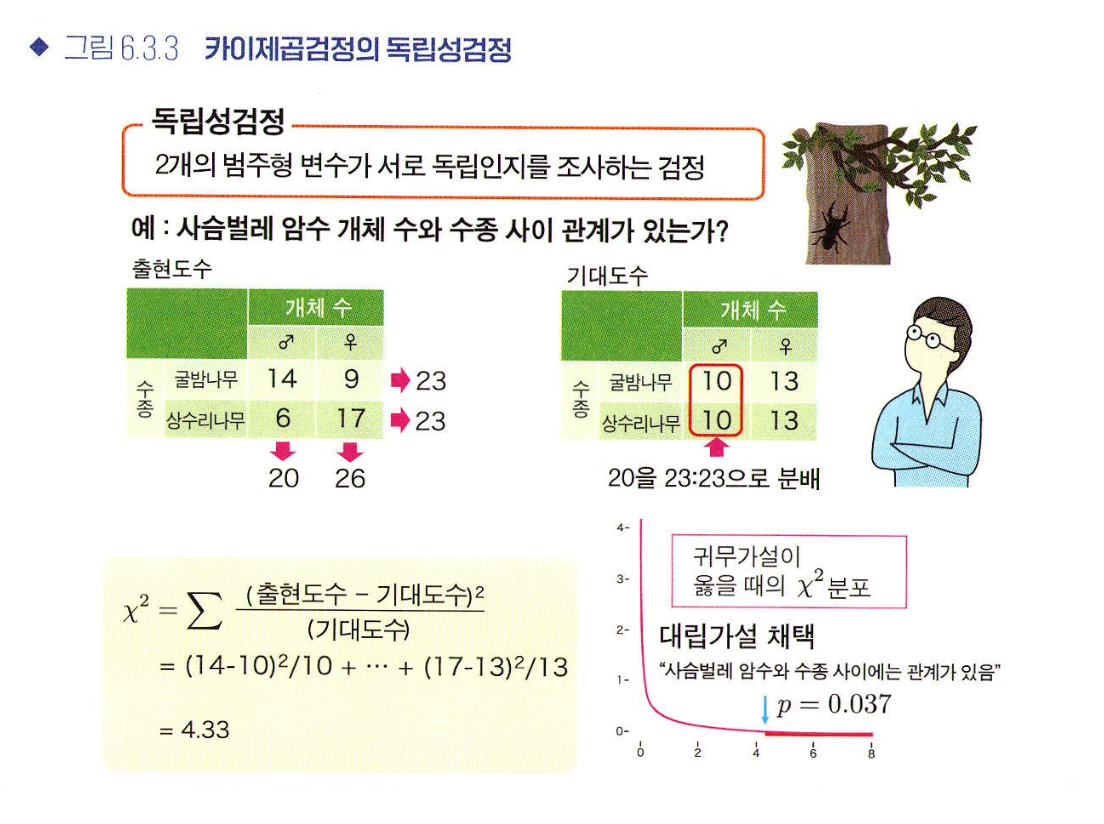 ◆ 그림 6.3.3 카이제곱검정의 독립성검정
독립성검정
2개의 범주형 변수가 서로 독립인지를 조사하는 검정
예 : 사슴벌레 암수 개체 수와 수종 사이 관계가 있는가?
출현도수
개체 수
♂ ♀
수종
굴밤나무 14 9 23
상수리나무 6 17 23
20 26
기대도수
개체 수
♂ ♀
수종
굴밤나무 10 13
상수리나무 10 13
20을 23:23으로 분배
χ² = ∑ (출현도수 − 기대도수)² / (기대도수)
= (14-10)²/10 + ··· + (17-13)²/13
= 4.33
4-
3-
2-
1-
0-
0 2 4 6 8
귀무가설이
옳을 때의 χ² 분포
대립가설 채택
“사슴벌레 암수와 수종 사이에는 관계가 있음”
p = 0.037